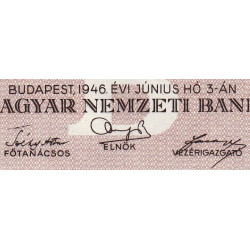 BUDAPEST, 1946. ÉVI JÚNIUS HÓ 3-ÁN
AGYAR NEMZETI BAN
FŐTANÁCSOS ELNÖK VEZÉRIGAZGATÓ